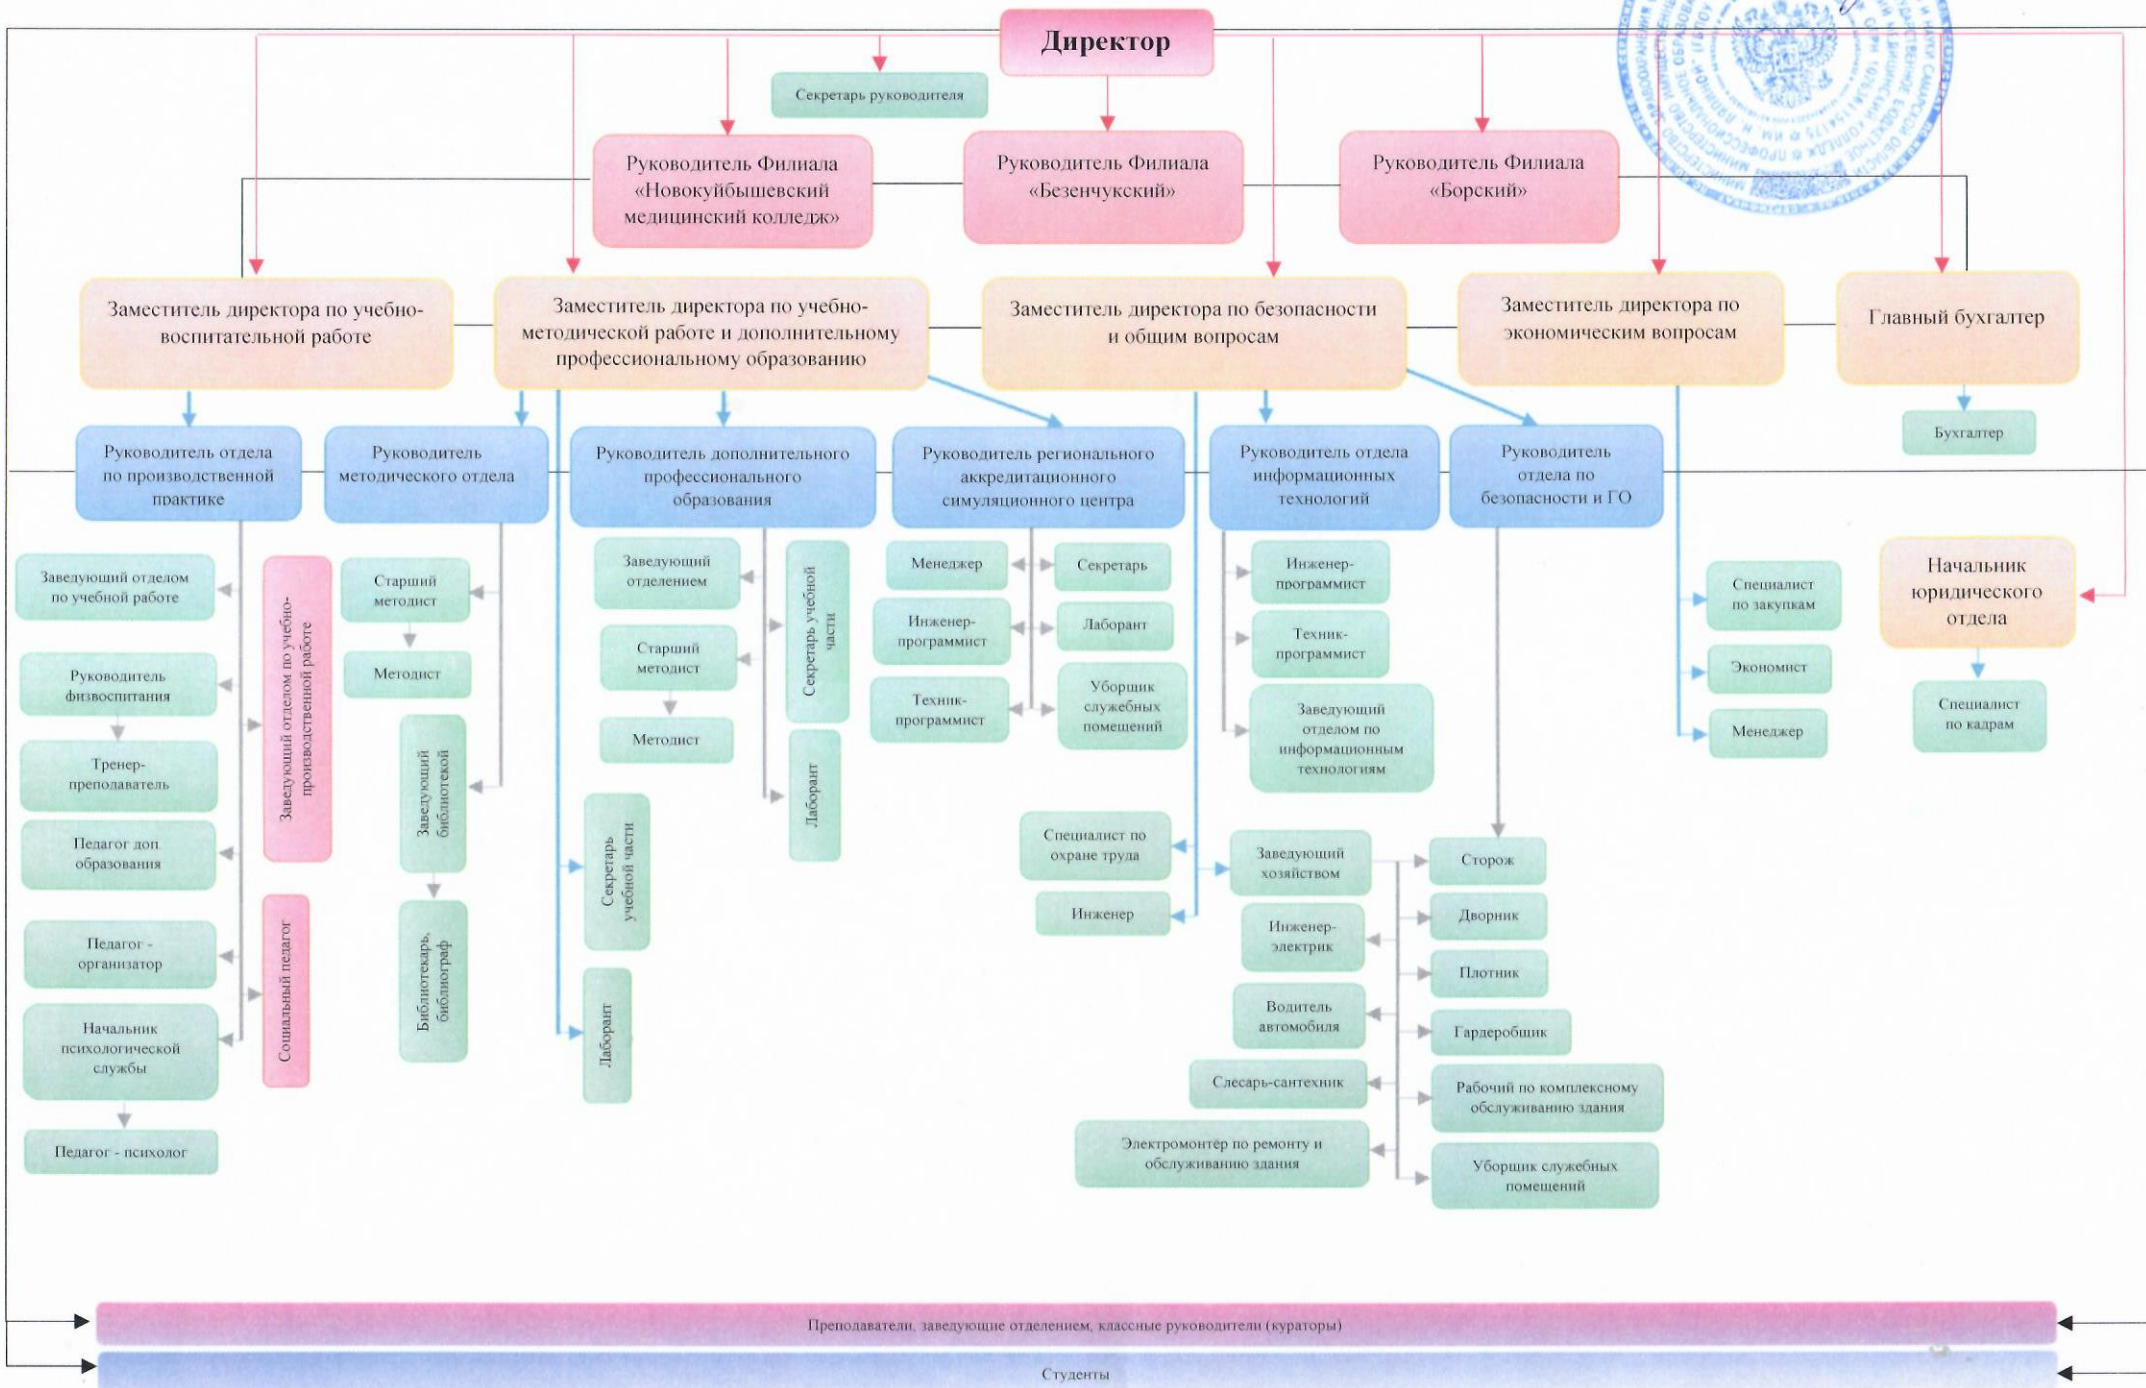 Директор
Секретарь руководителя
Руководитель Филиала
«Новокуйбышевский
медицинский колледж»
Руководитель Филиала
«Безенчукский»
Руководитель Филиала
«Борский»
Заместитель директора по учебно-
воспитательной работе
Заместитель директора по учебно-
методической работе и дополнительному
профессиональному образованию
Заместитель директора по безопасности
и общим вопросам
Заместитель директора по
экономическим вопросам
Главный бухгалтер
Бухгалтер
Руководитель отдела
по производственной
практике
Руководитель
методического отдела
Руководитель дополнительного
профессионального
образования
Руководитель регионального
аккредитационного
симуляционного центра
Руководитель отдела
информационных
технологий
Руководитель
отдела по
безопасности и ГО
Начальник
юридического
отдела
Специалист
по кадрам
Заведующий отделом
по учебной работе
Руководитель
физвоспитания
Тренер-
преподаватель
Педагог доп.
образования
Педагог -
организатор
Начальник
психологической
службы
Педагог - психолог
Заведующий отделом по учебно-
производственной работе
Социальный педагог
Старший
методист
Методист
Заведующий
библиотекой
Библиотекарь,
библиограф
Заведующий
отделением
Старший
методист
Методист
Секретарь учебной
части
Лаборант
Секретарь
учебной части
Лаборант
Менеджер
Инженер-
программист
Техник-
программист
Секретарь
Лаборант
Уборщик
служебных
помещений
Инженер-
программист
Техник-
программист
Заведующий
отделом по
информационным
технологиям
Специалист по
охране труда
Инженер
Заведующий
хозяйством
Инженер-
электрик
Водитель
автомобиля
Слесарь-сантехник
Электромонтёр по ремонту и
обслуживанию здания
Сторож
Дворник
Плотник
Гардеробщик
Рабочий по комплексному
обслуживанию здания
Уборщик служебных
помещений
Специалист
по закупкам
Экономист
Менеджер
Преподаватели, заведующие отделением, классные руководители (кураторы)
Студенты